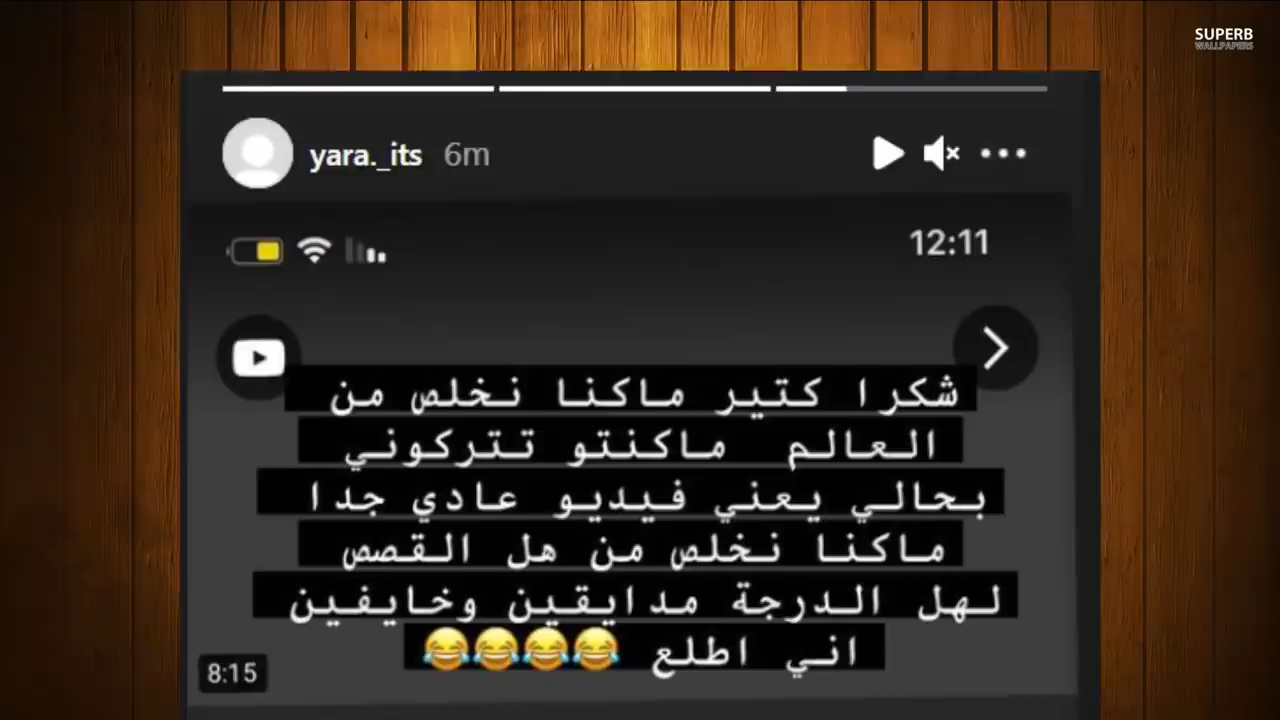 SUPERB
WALLPAPERS
yara._its 6m
12:11
شكرا كتير ماكنا نخلص من
العالم ماكنتو تتركوني
بحالي يعني فيديو عادي جدا
ماكنا نخلص من هل القصص
لهل الدرجة مدايقين وخايفين
اني اطلع 😂😂😂😂
8:15